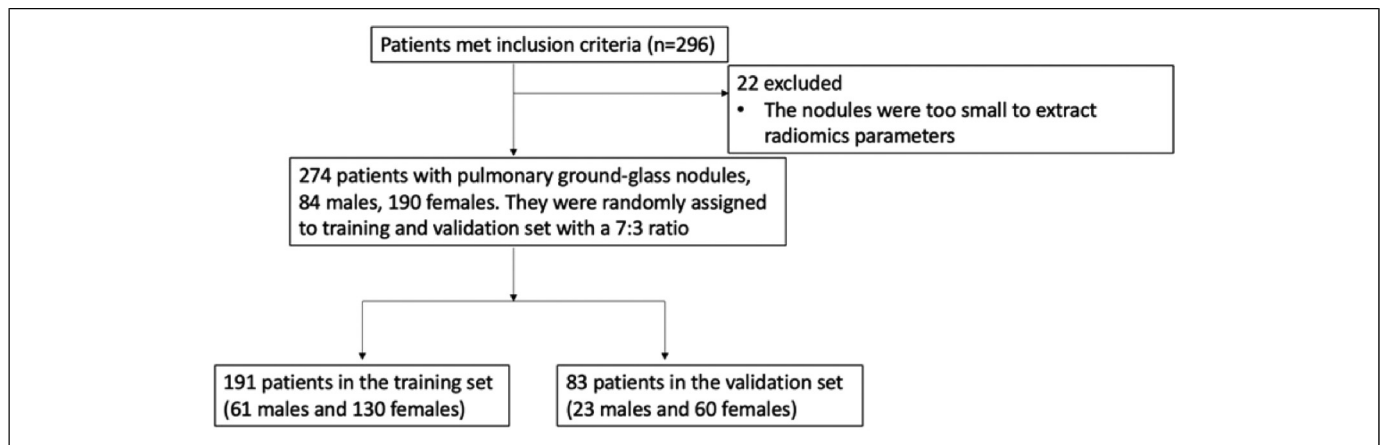 Patients met inclusion criteria (n=296)
22 excluded
• The nodules were too small to extract
radiomics parameters
274 patients with pulmonary ground-glass nodules,
84 males, 190 females. They were randomly assigned
to training and validation set with a 7:3 ratio
191 patients in the training set
(61 males and 130 females)
83 patients in the validation set
(23 males and 60 females)